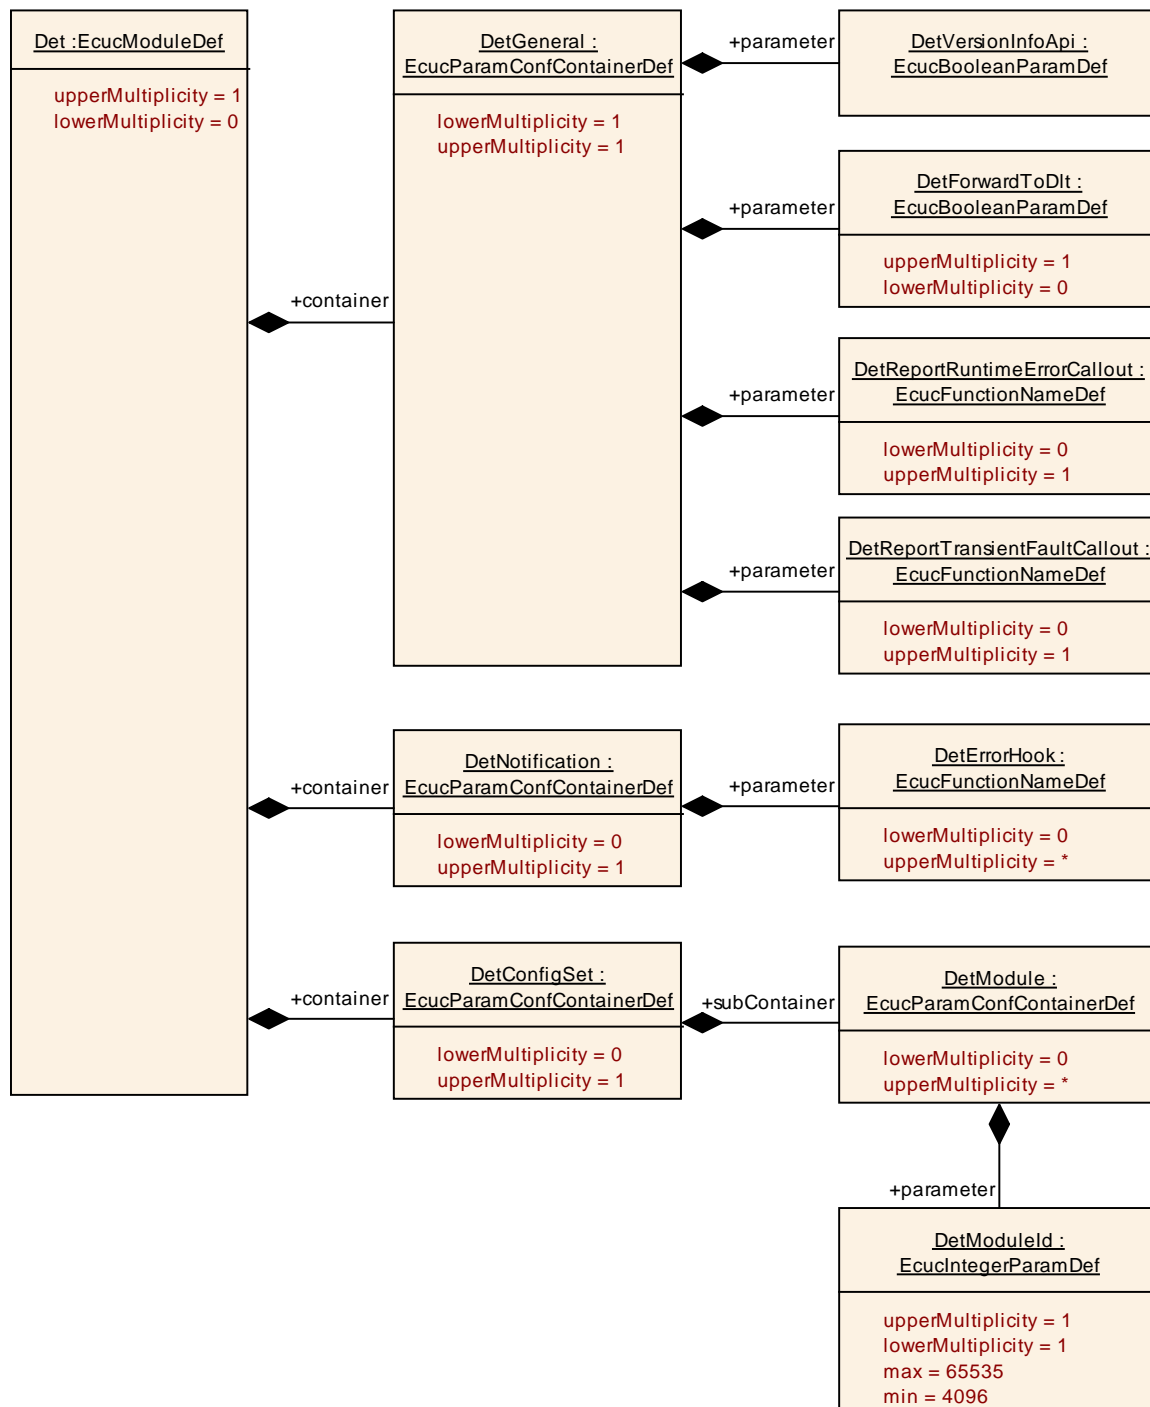 Det :EcucModuleDef
upperMultiplicity = 1
lowerMultiplicity = 0
+container
DetGeneral :
EcucParamConfContainerDef
lowerMultiplicity = 1
upperMultiplicity = 1
+parameter
DetVersionInfoApi :
EcucBooleanParamDef
+parameter
DetForwardToDlt :
EcucBooleanParamDef
upperMultiplicity = 1
lowerMultiplicity = 0
+parameter
DetReportRuntimeErrorCallout :
EcucFunctionNameDef
lowerMultiplicity = 0
upperMultiplicity = 1
+parameter
DetReportTransientFaultCallout :
EcucFunctionNameDef
lowerMultiplicity = 0
upperMultiplicity = 1
+container
DetNotification :
EcucParamConfContainerDef
lowerMultiplicity = 0
upperMultiplicity = 1
+parameter
DetErrorHook :
EcucFunctionNameDef
lowerMultiplicity = 0
upperMultiplicity = *
+container
DetConfigSet :
EcucParamConfContainerDef
lowerMultiplicity = 0
upperMultiplicity = 1
+subContainer
DetModule :
EcucParamConfContainerDef
lowerMultiplicity = 0
upperMultiplicity = *
+parameter
DetModuleId :
EcucIntegerParamDef
upperMultiplicity = 1
lowerMultiplicity = 1
max = 65535
min = 4096